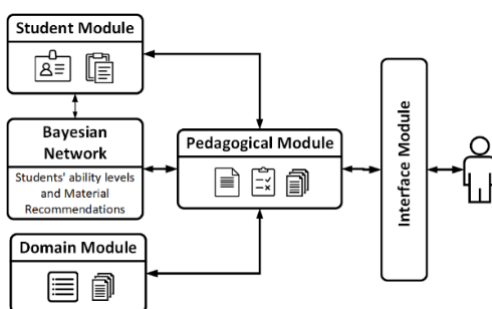 Student Module
Bayesian
Network
Students' ability levels
and Material
Recommendations
Pedagogical Module
Domain Module
Interface Module